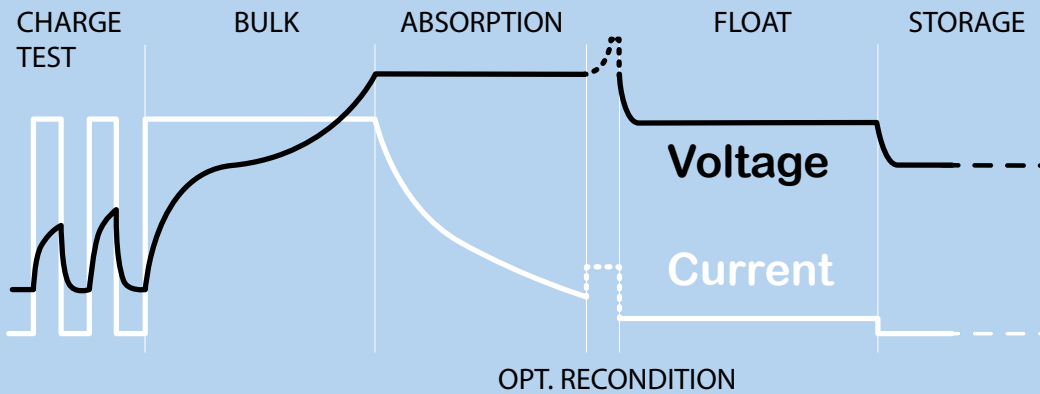 CHARGE
TEST
BULK
ABSORPTION
FLOAT
STORAGE
Voltage
Current
OPT. RECONDITION